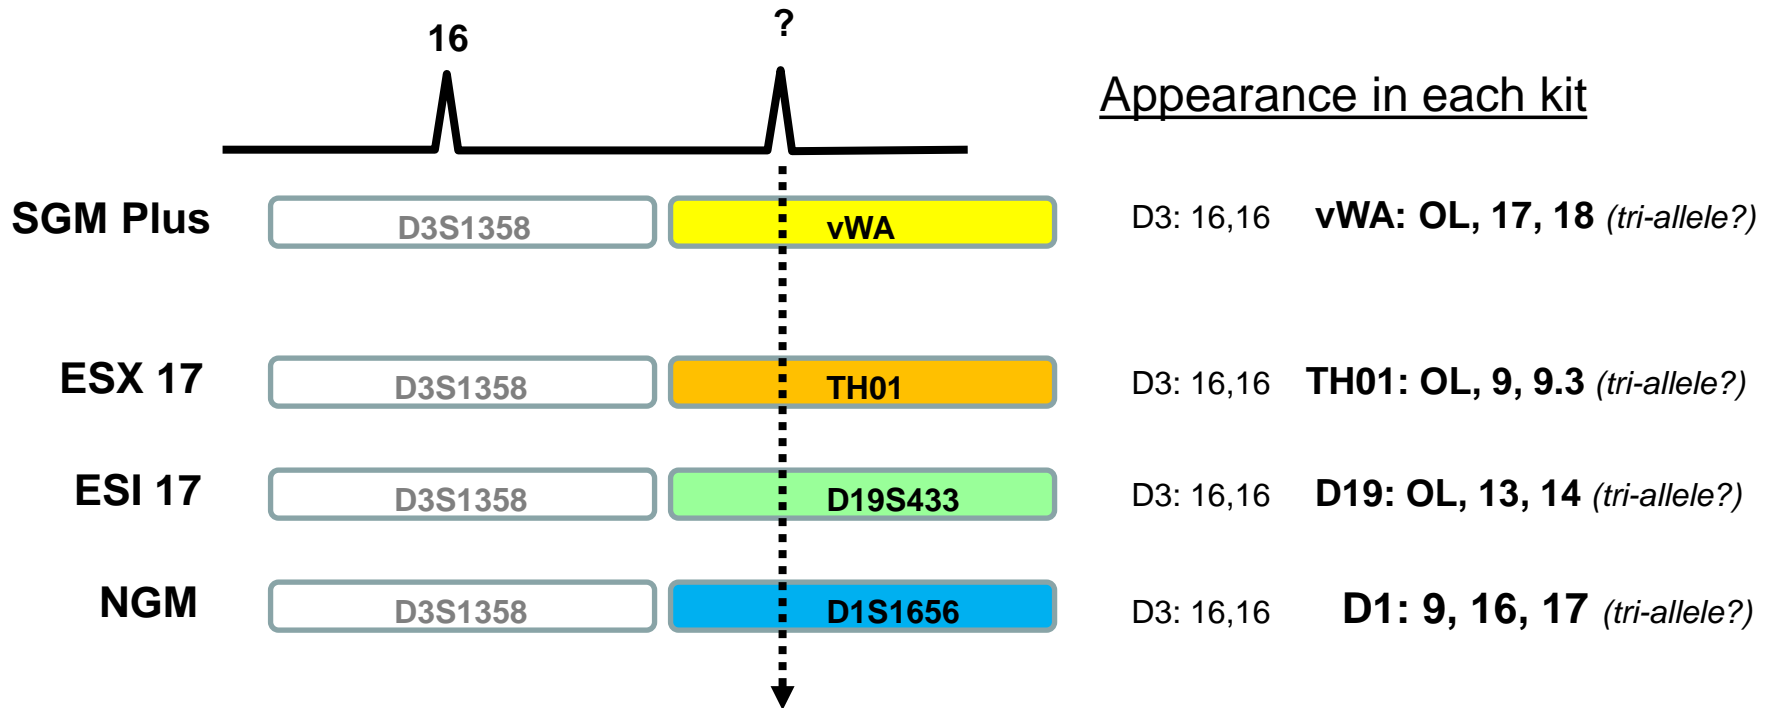 16
?
Appearance in each kit
SGM Plus D3S1358 vWA D3: 16,16 vWA: OL, 17, 18 (tri-allele?)
ESX 17 D3S1358 TH01 D3: 16,16 TH01: OL, 9, 9.3 (tri-allele?)
ESI 17 D3S1358 D19S433 D3: 16,16 D19: OL, 13, 14 (tri-allele?)
NGM D3S1358 D1S1656 D3: 16,16 D1: 9, 16, 17 (tri-allele?)